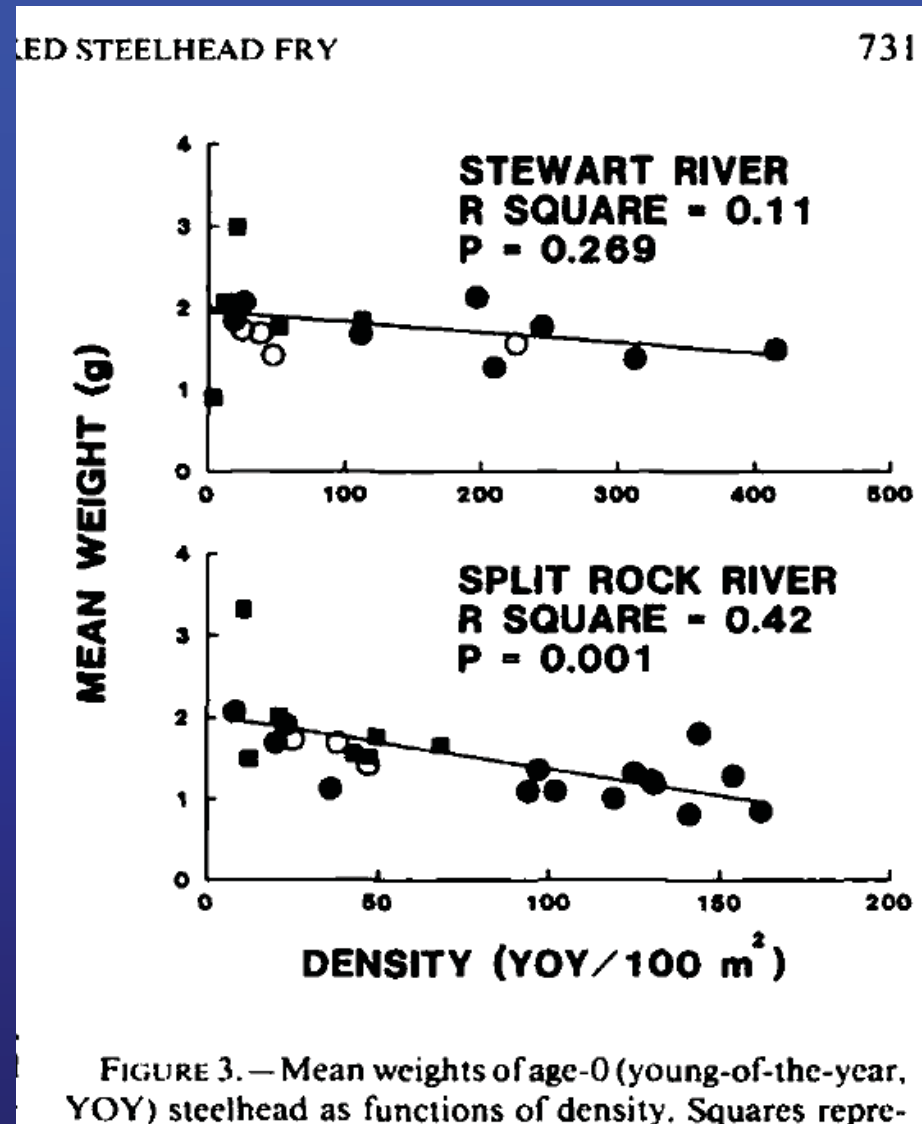 KED STEELHEAD FRY 731
4
3
2
1
0
STEWART RIVER
R SQUARE = 0.11
P = 0.269
0 100 200 300 400 500
MEAN WEIGHT (g)
4
3
2
1
0
SPLIT ROCK RIVER
R SQUARE = 0.42
P = 0.001
0 50 100 150 200
DENSITY (YOY/100 m²)
FIGURE 3.—Mean weights of age-0 (young-of-the-year,
YOY) steelhead as functions of density. Squares repre-